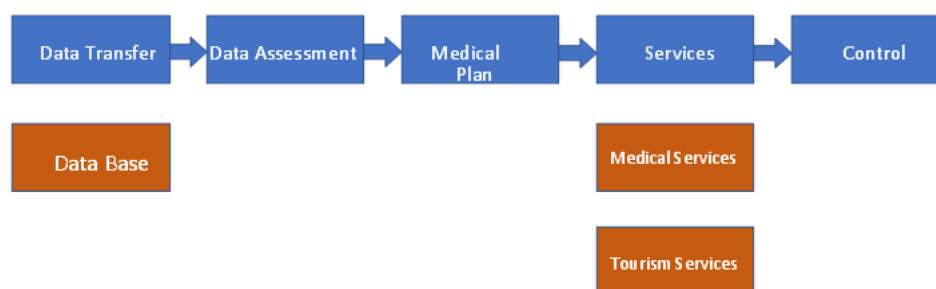 Data Transfer
Data Assessment
Medical
Plan
Services
Control
Data Base
Medical Services
Tourism Services